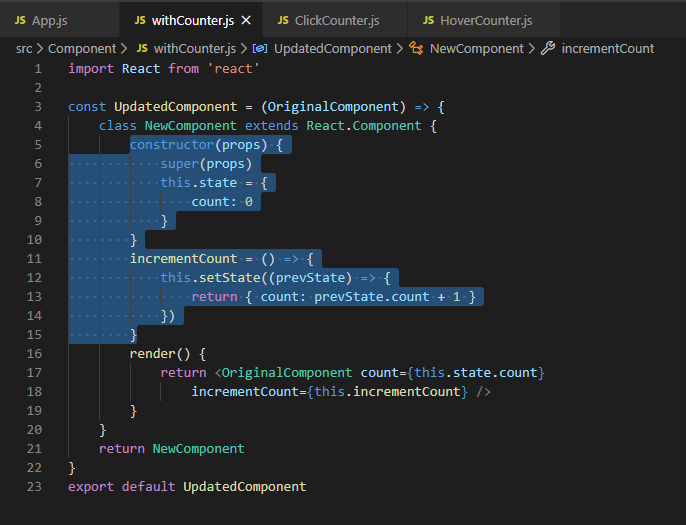 JS App.js JS withCounter.js × JS ClickCounter.js JS HoverCounter.js
src > Component > JS withCounter.js > UpdatedComponent > NewComponent > incrementCount
1 import React from 'react'
2
3 const UpdatedComponent = (OriginalComponent) => {
4     class NewComponent extends React.Component {
5         constructor(props) {
6             super(props)
7             this.state = {
8                 count: 0
9             }
10         }
11         incrementCount = () => {
12             this.setState((prevState) => {
13                 return { count: prevState.count + 1 }
14             })
15         }
16         render() {
17             return <OriginalComponent count={this.state.count}
18                 incrementCount={this.incrementCount} />
19         }
20     }
21     return NewComponent
22 }
23 export default UpdatedComponent